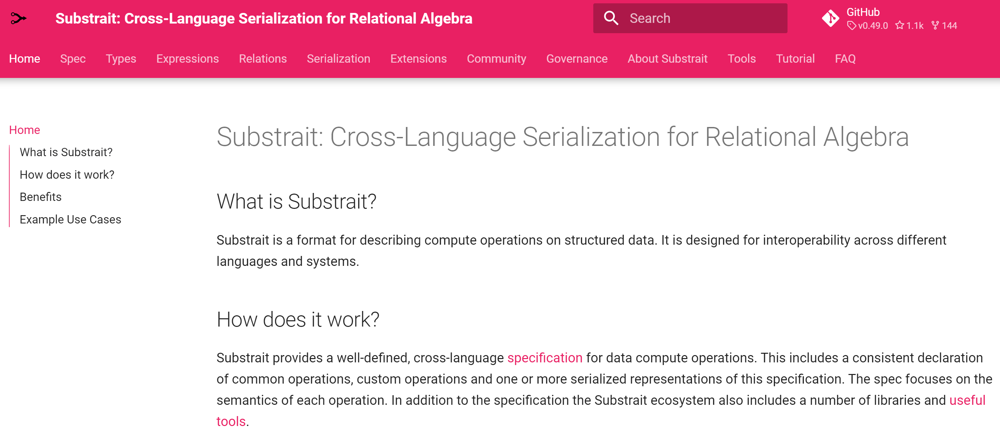 Substrait: Cross-Language Serialization for Relational Algebra
Search
GitHub
v0.49.0 1.1k 144
Home Spec Types Expressions Relations Serialization Extensions Community Governance About Substrait Tools Tutorial FAQ
Home
What is Substrait?
How does it work?
Benefits
Example Use Cases
Substrait: Cross-Language Serialization for Relational Algebra
What is Substrait?
Substrait is a format for describing compute operations on structured data. It is designed for interoperability across different
languages and systems.
How does it work?
Substrait provides a well-defined, cross-language specification for data compute operations. This includes a consistent declaration
of common operations, custom operations and one or more serialized representations of this specification. The spec focuses on the
semantics of each operation. In addition to the specification the Substrait ecosystem also includes a number of libraries and useful
tools.